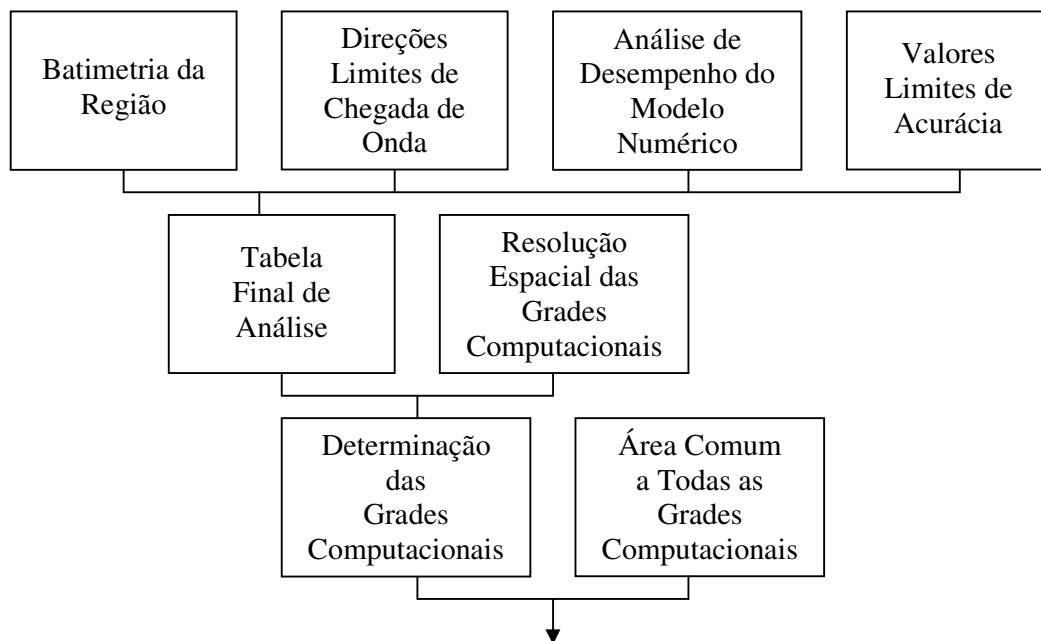 Batimetria da
Região
Direções
Limites de
Chegada de
Onda
Análise de
Desempenho do
Modelo
Numérico
Valores
Limites de
Acurácia
Tabela
Final de
Análise
Resolução
Espacial das
Grades
Computacionais
Determinação
das
Grades
Computacionais
Área Comum
a Todas as
Grades
Computacionais